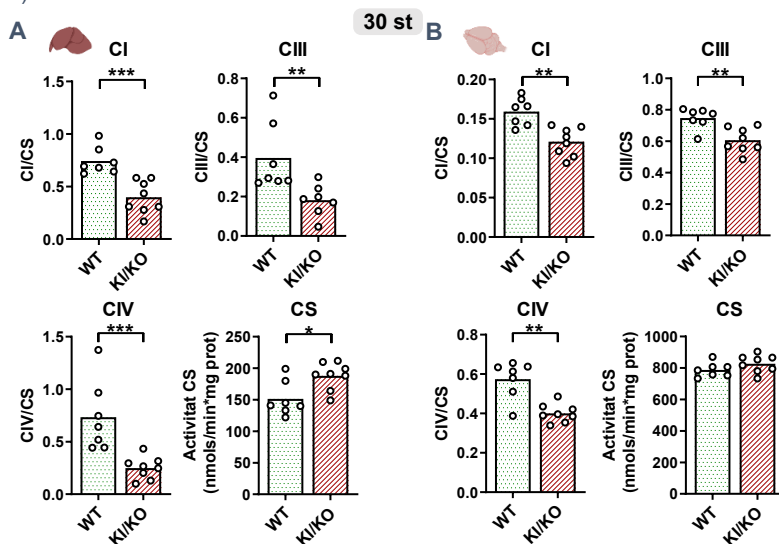 30 st
A
CI
***
CI/CS
1.5
1.0
0.5
0.0
WT
KI/KO
CIII
**
CIII/CS
0.8
0.6
0.4
0.2
0.0
WT
KI/KO
CIV
***
CIV/CS
1.5
1.0
0.5
0.0
WT
KI/KO
CS
*
Activitat CS
(nmols/min*mg prot)
250
200
150
100
50
0
WT
KI/KO
B
CI
**
CI/CS
0.20
0.15
0.10
0.05
0.00
WT
KI/KO
CIII
**
CIII/CS
1.0
0.8
0.6
0.4
0.2
0.0
WT
KI/KO
CIV
**
CIV/CS
0.8
0.6
0.4
0.2
0.0
WT
KI/KO
CS
Activitat CS
(nmols/min*mg prot)
1000
800
600
400
200
0
WT
KI/KO